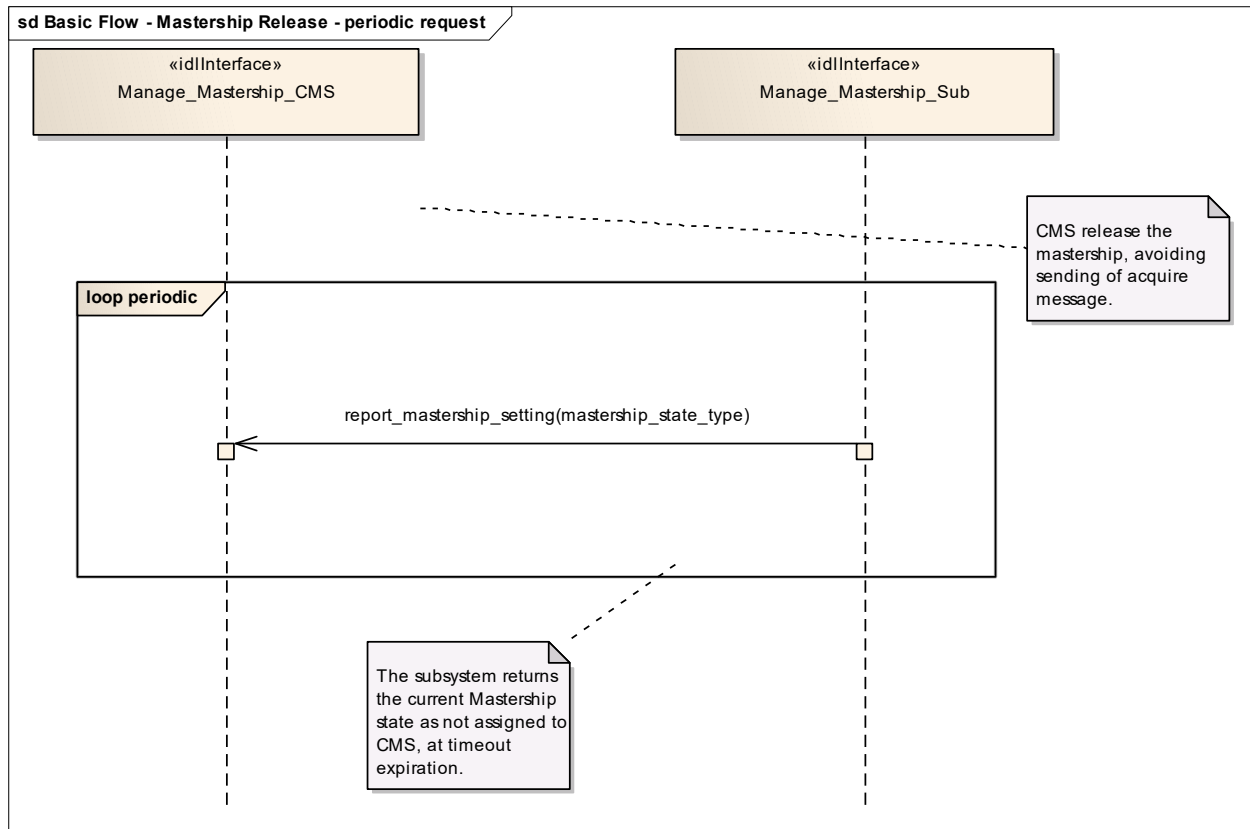 sd Basic Flow - Mastership Release - periodic request
«idlInterface»
Manage_Mastership_CMS
«idlInterface»
Manage_Mastership_Sub
CMS release the
mastership, avoiding
sending of acquire
message.
loop periodic
report_mastership_setting(mastership_state_type)
The subsystem returns
the current Mastership
state as not assigned to
CMS, at timeout
expiration.